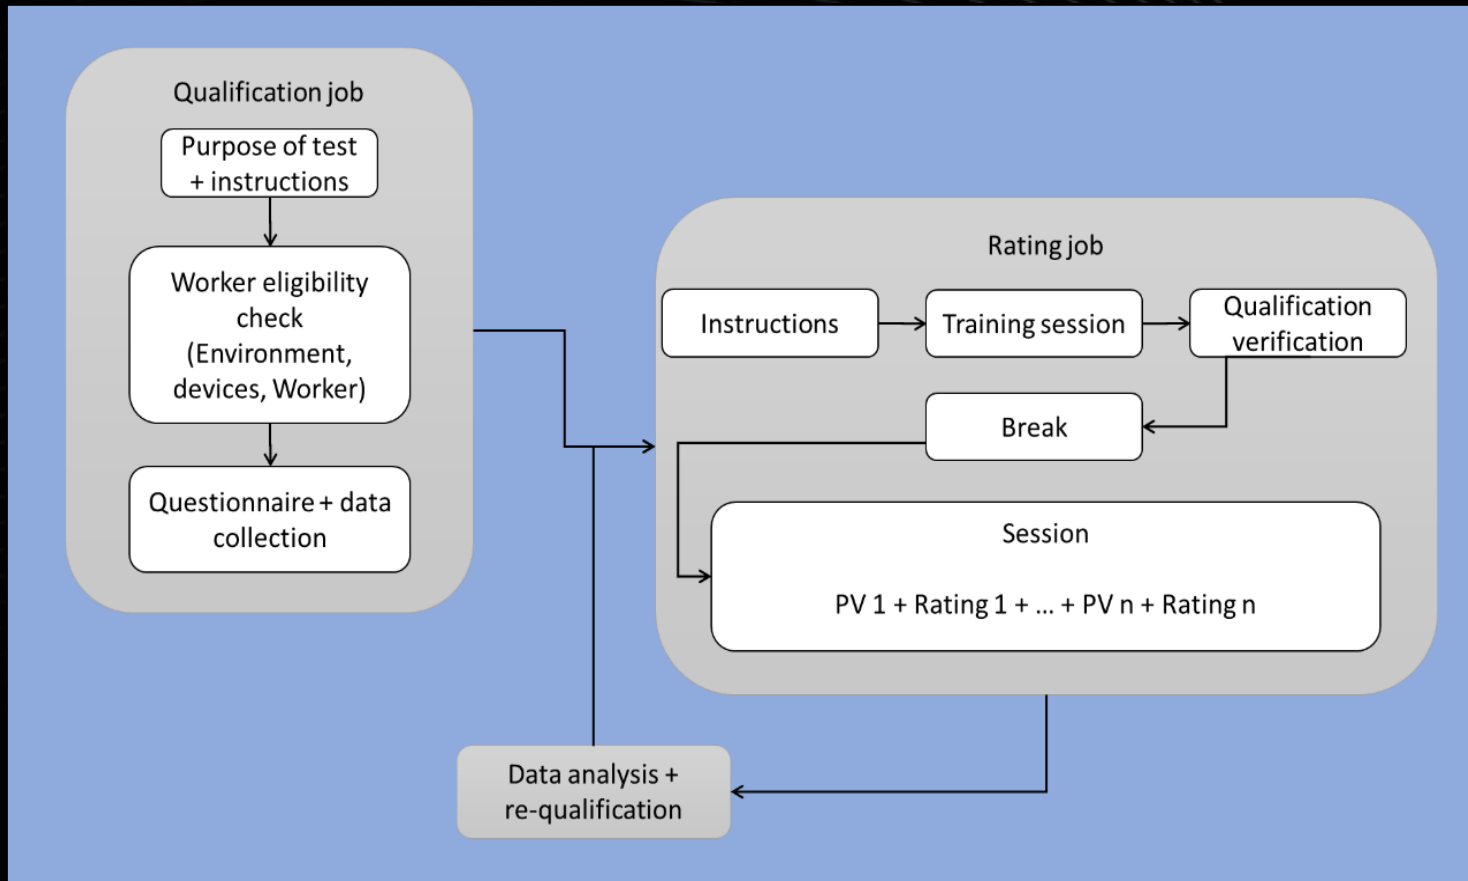 Qualification job
Purpose of test
+ instructions
Worker eligibility
check
(Environment,
devices, Worker)
Questionnaire + data
collection
Rating job
Instructions
Training session
Qualification
verification
Break
Session
PV 1 + Rating 1 + ... + PV n + Rating n
Data analysis +
re-qualification